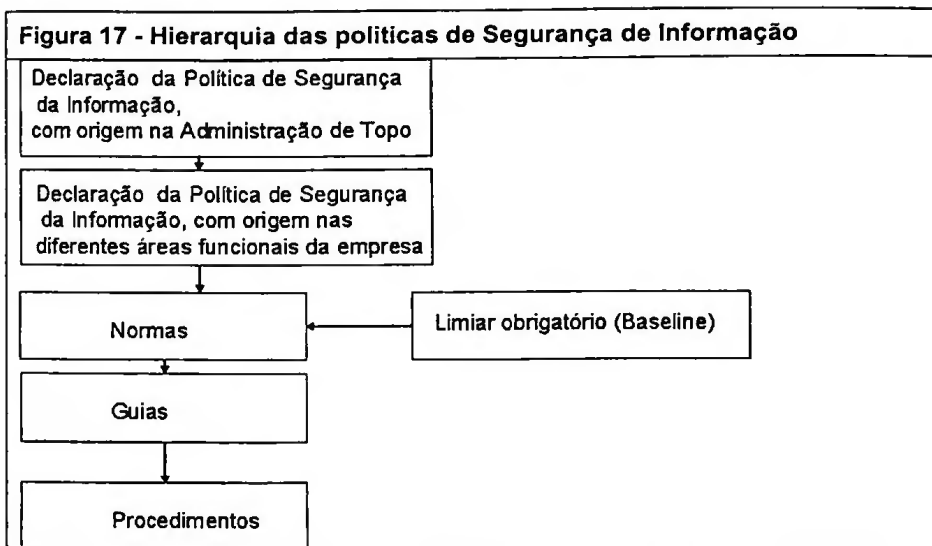 Figura 17 - Hierarquia das politicas de Segurança de Informação
Declaração da Política de Segurança
da Informação,
com origem na Administração de Topo
Declaração da Política de Segurança
da Informação, com origem nas
diferentes áreas funcionais da empresa
Normas
Limiar obrigatório (Baseline)
Guias
Procedimentos